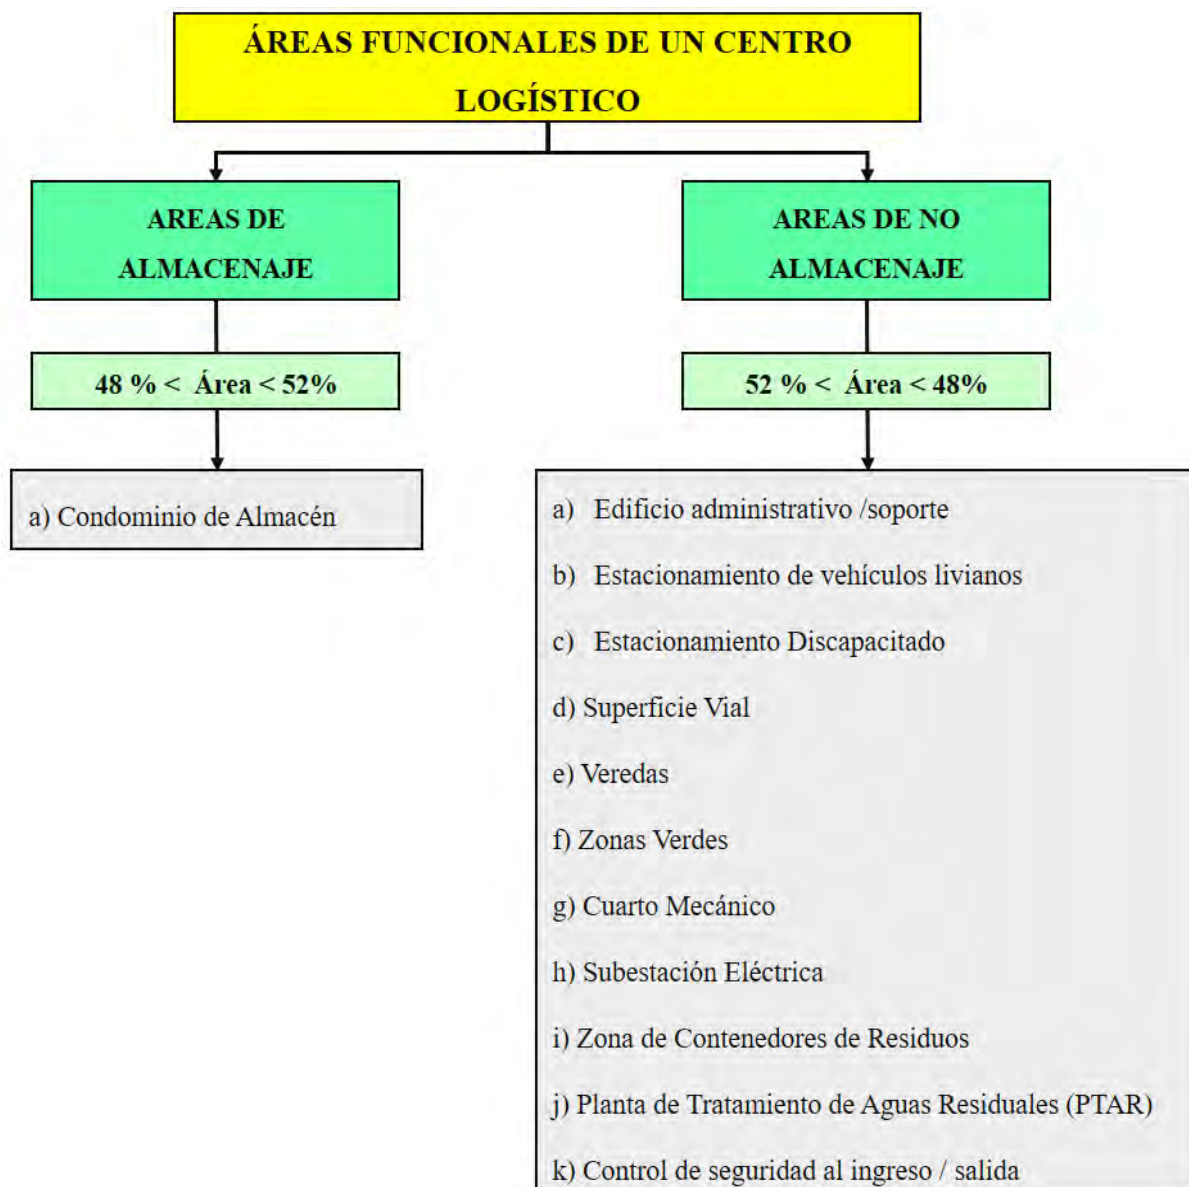 ÁREAS FUNCIONALES DE UN CENTRO
LOGÍSTICO
AREAS DE
ALMACENAJE
48 % < Área < 52%
a) Condominio de Almacén
AREAS DE NO
ALMACENAJE
52 % < Área < 48%
a) Edificio administrativo /soporte
b) Estacionamiento de vehículos livianos
c) Estacionamiento Discapacitado
d) Superficie Vial
e) Veredas
f) Zonas Verdes
g) Cuarto Mecánico
h) Subestación Eléctrica
i) Zona de Contenedores de Residuos
j) Planta de Tratamiento de Aguas Residuales (PTAR)
k) Control de seguridad al ingreso / salida